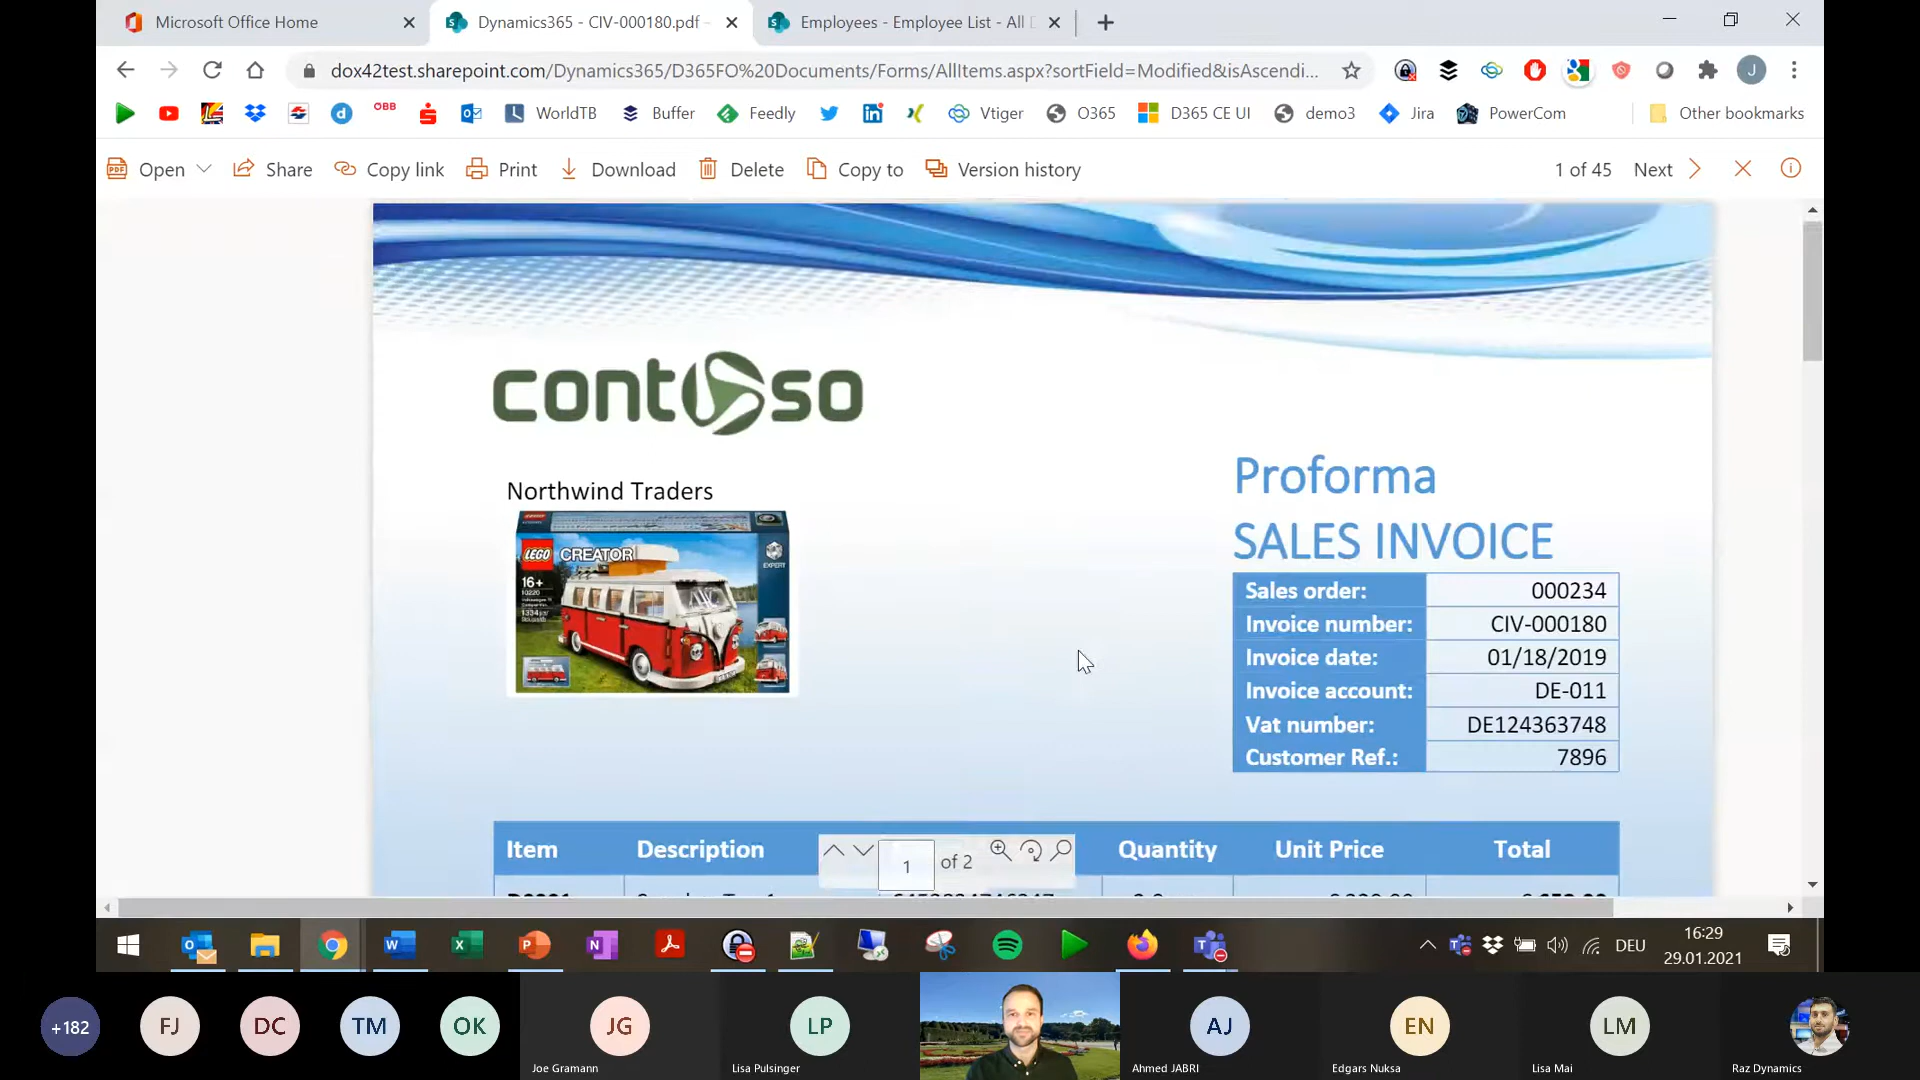 Microsoft Office Home
Dynamics365 - CIV-000180.pdf -
Employees - Employee List - All
dox42test.sharepoint.com/Dynamics365/D365FO%20Documents/Forms/AllItems.aspx?sortField=Modified&isAscendi...
J
OBB
WorldTB
Buffer
Feedly
Vtiger
O365
D365 CE UI
demo3
Jira
PowerCom
Other bookmarks
Open
Share
Copy link
Print
Download
Delete
Copy to
Version history
1 of 45
Next
contoso
Northwind Traders
LEGO CREATOR
EXPERT
16+
10220
Proforma
SALES INVOICE
Sales order: 000234
Invoice number: CIV-000180
Invoice date: 01/18/2019
Invoice account: DE-011
Vat number: DE124363748
Customer Ref.: 7896
Item Description Quantity Unit Price Total
1 of 2
DEU
16:29
29.01.2021
+182
FJ
DC
TM
OK
JG
LP
AJ
EN
LM
Joe Gramann
Lisa Pulsinger
Ahmed JABRI
Edgars Nuksa
Lisa Mai
Raz Dynamics